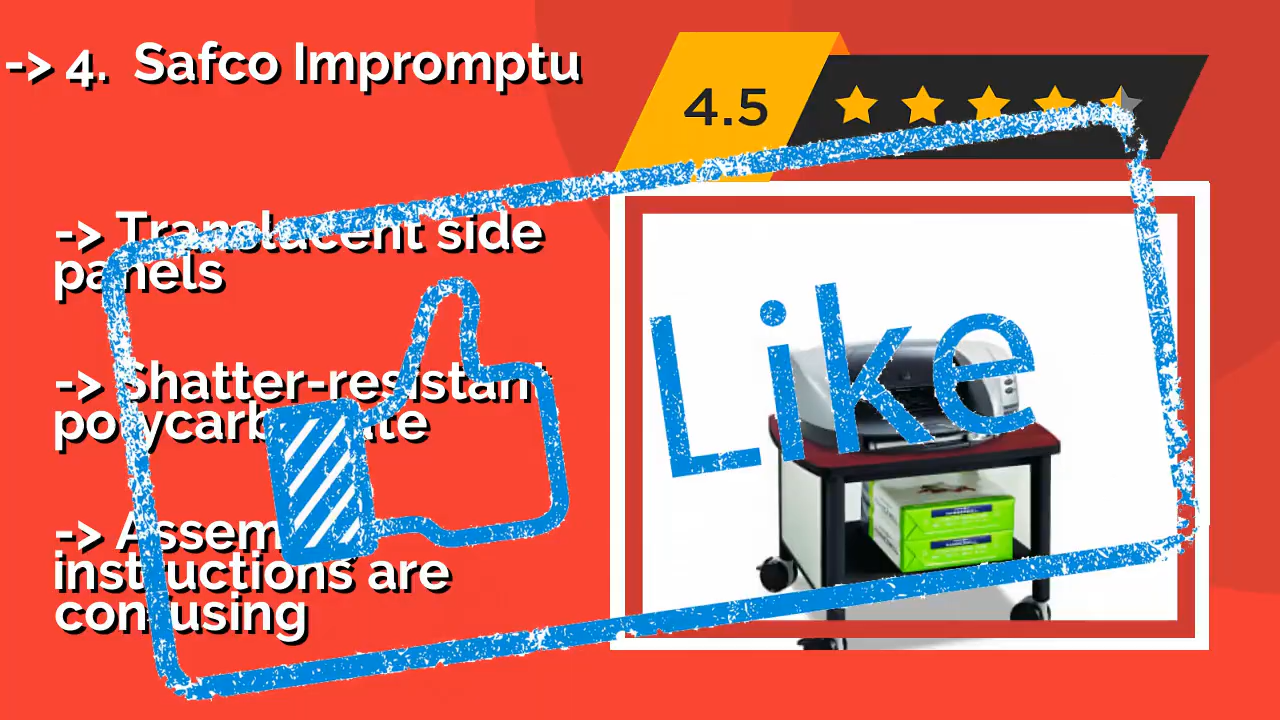 -> 4. Safco Impromptu
4.5
-> Translucent side
panels
-> Shatter-resistant
polycarbonate
-> Assembly
instructions are
confusing
Like